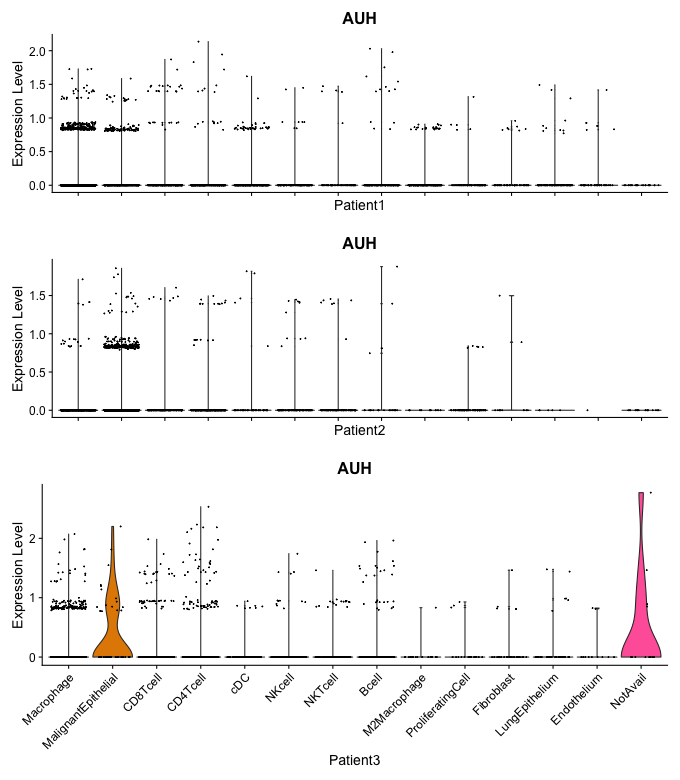 AUH
Expression Level
2.0
1.5
1.0
0.5
0.0
Patient1
AUH
Expression Level
1.5
1.0
0.5
0.0
Patient2
AUH
Expression Level
2
1
0
Macrophage
MalignantEpithelial
CD8Tcell
CD4Tcell
cDC
NKcell
NKTcell
Bcell
M2Macrophage
ProliferatingCell
Fibroblast
LungEpithelium
Endothelium
NotAvail
Patient3